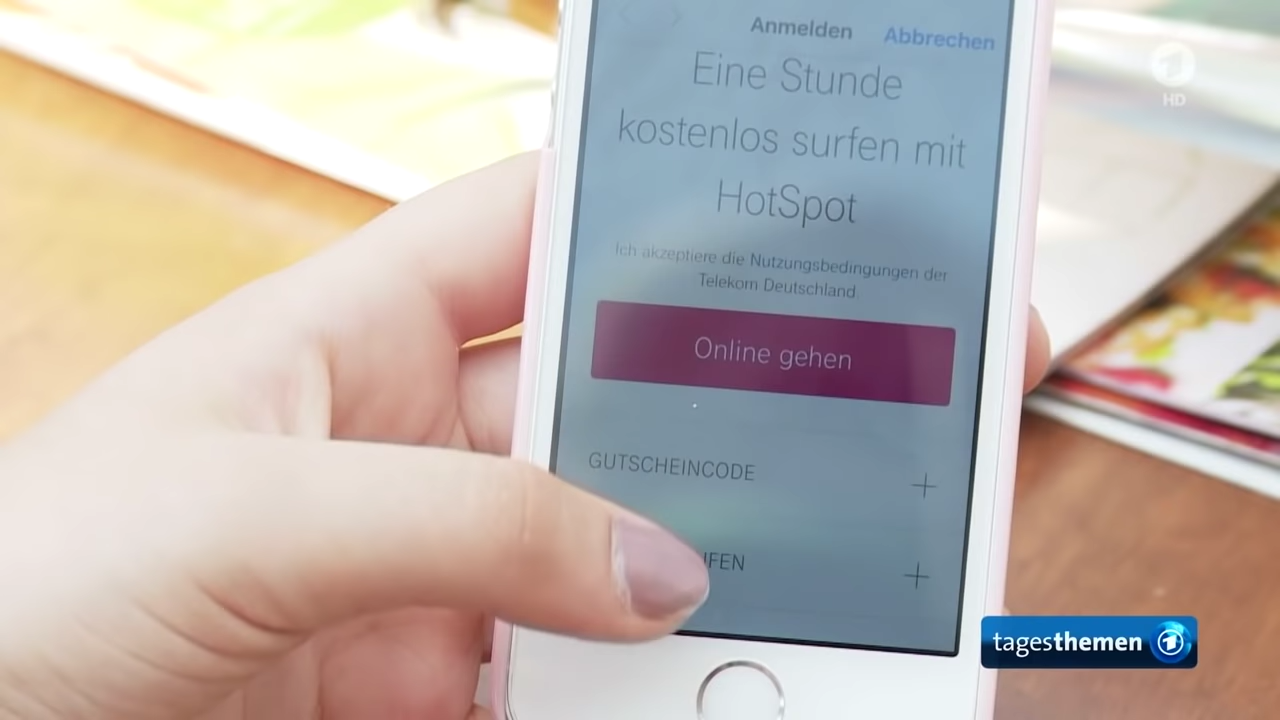 Anmelden
Abbrechen
Eine Stunde
kostenlos surfen mit
HotSpot
Ich akzeptiere die Nutzungsbedingungen der
Telekom Deutschland.
Online gehen
GUTSCHEINCODE
HD
tagesthemen